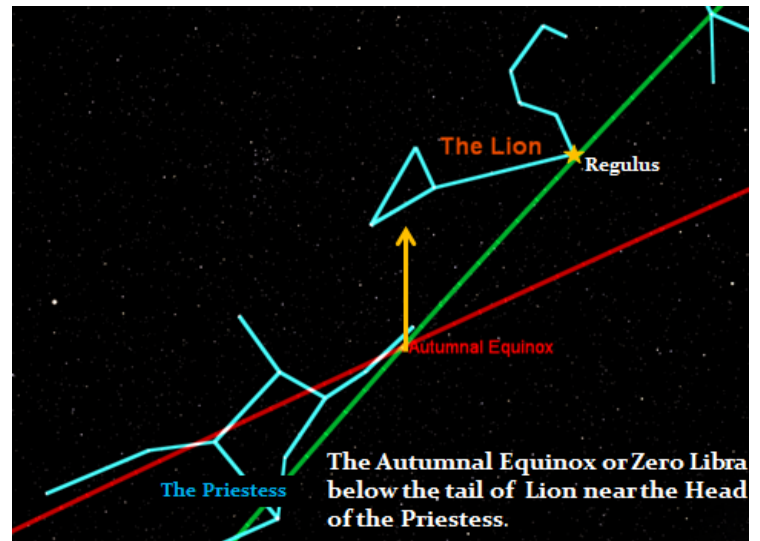 The Lion
Regulus
Autumnal Equinox
The Priestess
The Autumnal Equinox or Zero Libra
below the tail of Lion near the Head
of the Priestess.